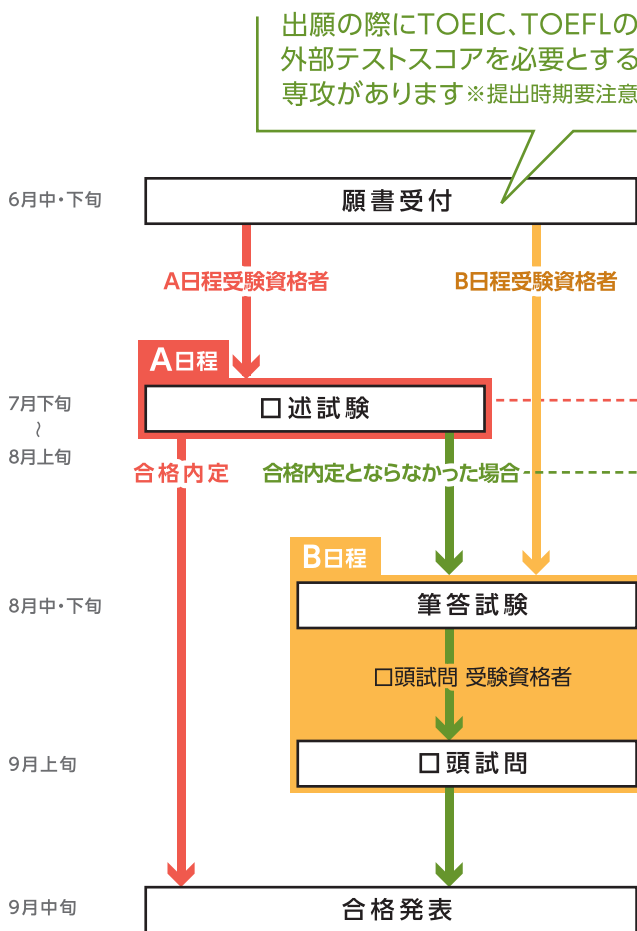 出願の際にTOEIC、TOEFLの
外部テストスコアを必要とする
専攻があります※提出時期要注意
6月中・下旬
願書受付
A日程受験資格者
B日程受験資格者
A日程
7月下旬
〜
8月上旬
口述試験
合格内定
合格内定とならなかった場合
B日程
8月中・下旬
筆答試験
口頭試問 受験資格者
9月上旬
口頭試問
9月中旬
合格発表